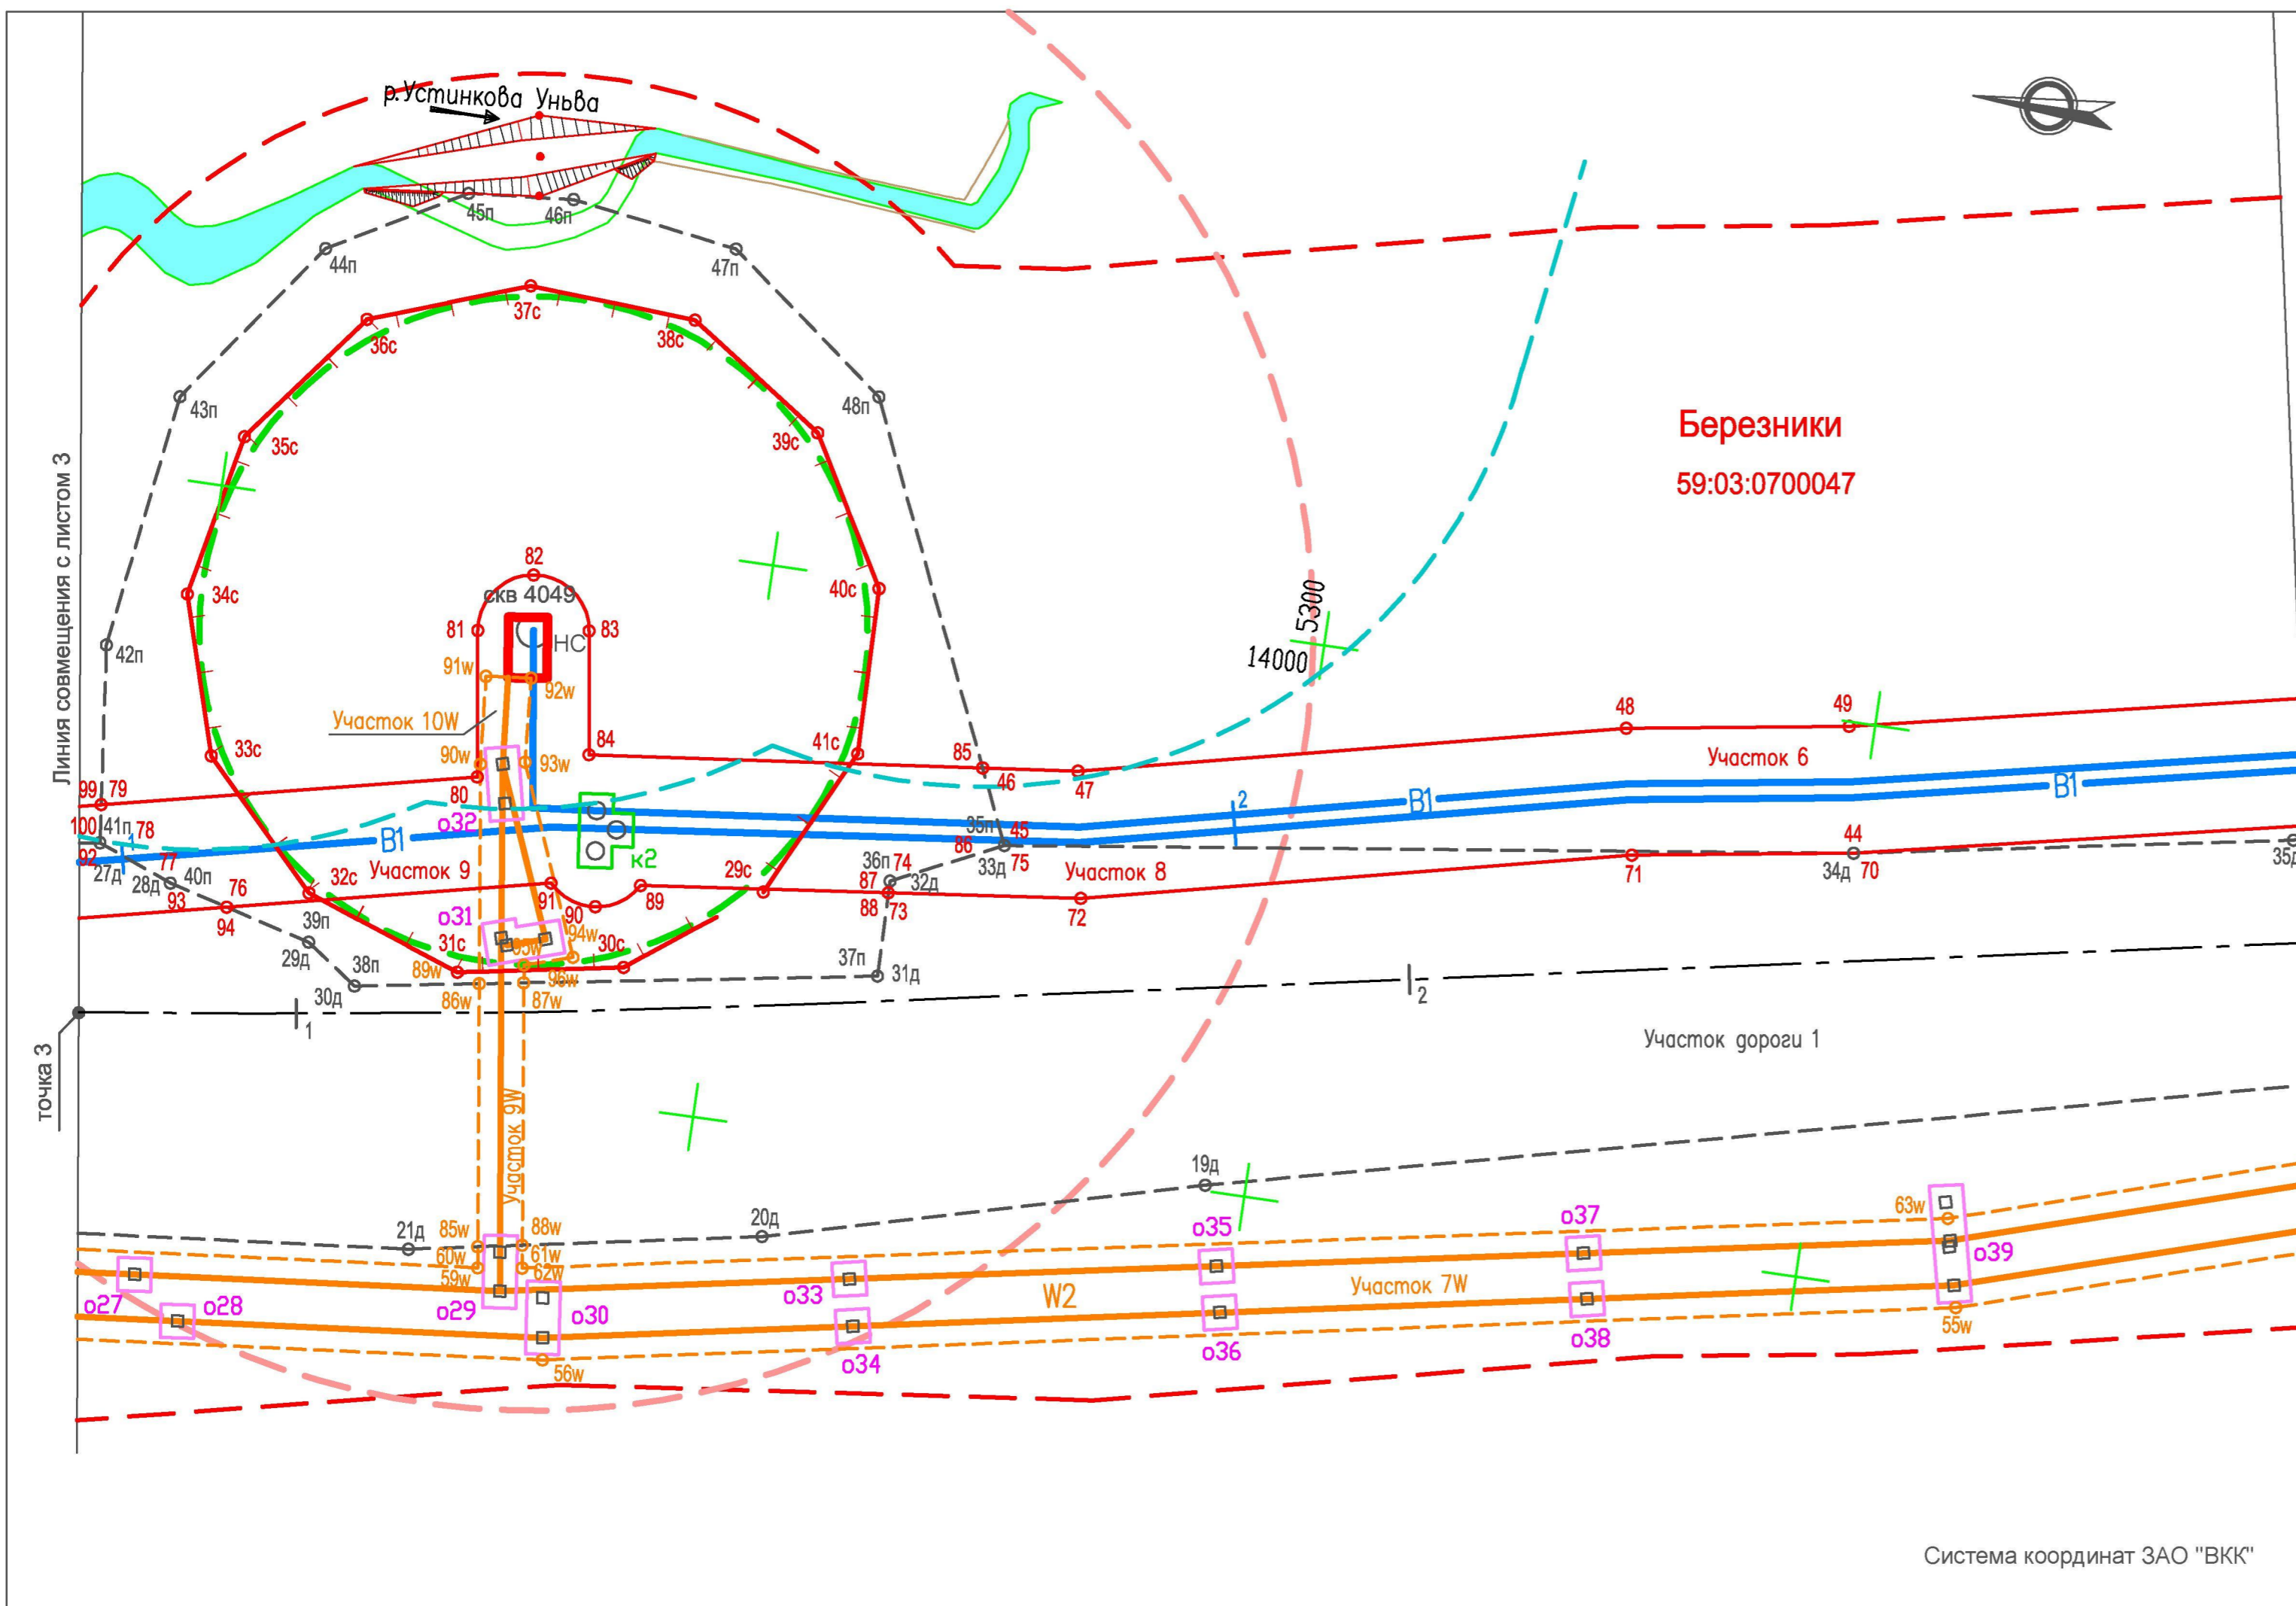 р.Устинкова Уньва
45п
46п
44п
47п
37с
36с
38с
43п
48п
35с
39с
Березники
59:03:0700047
Линия совмещения с листом 3
82
скв 4049
34с
40с
81
83
НС
5300
14000
42п
91w
92w
Участок 10W
48
49
84
33с
41с
85
46
47
Участок 6
90w
93w
99
79
80
В1
В1
2
100
41п
78
1
о32
35п
45
В1
86
44
92
77
27д
28д
40п
Участок 9
к2
36п
74
33д
75
Участок 8
71
34д
70
35д
93
76
32с
29с
87
32д
94
91
90
89
88
73
72
39п
о31
94w
95w
30с
29д
38п
31с
89w
96w
37п
31д
30д
86w
87w
1
2
Участок дороги 1
точка 3
Участок 9W
19д
21д
85w
88w
20д
о35
о37
63w
60w
61w
59w
62w
о39
о27
о28
о29
о30
о33
W2
Участок 7W
о34
о36
о38
55w
56w
Система координат ЗАО "ВКК"